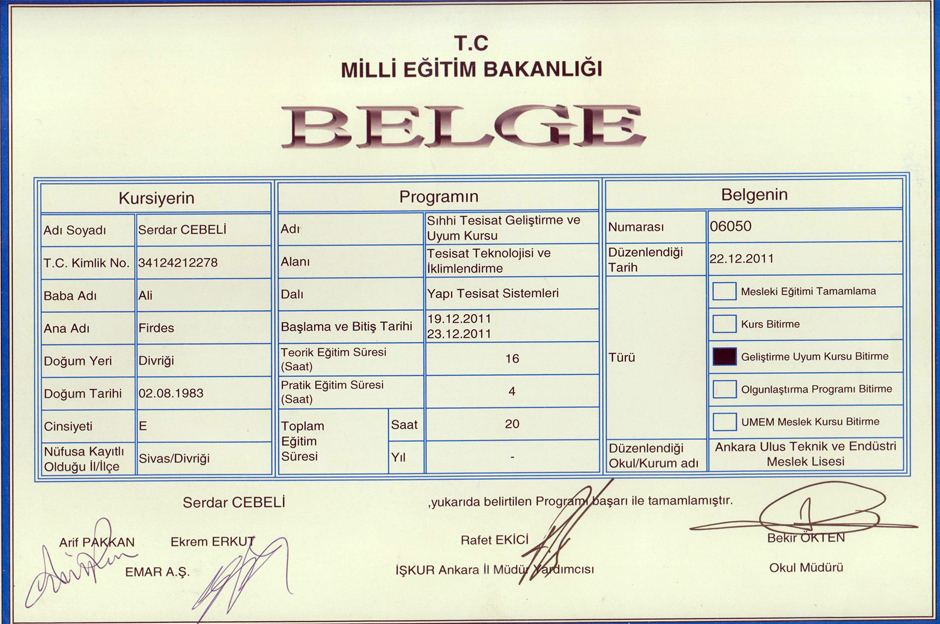 T.C
MİLLİ EĞİTİM BAKANLIĞI
BELGE
Kursiyerin
Adı Soyadı Serdar CEBELİ
T.C. Kimlik No. 34124212278
Baba Adı Ali
Ana Adı Firdes
Doğum Yeri Divriği
Doğum Tarihi 02.08.1983
Cinsiyeti E
Nüfusa Kayıtlı
Olduğu İl/İlçe Sivas/Divriği
Programın
Adı Sıhhi Tesisat Geliştirme ve
Uyum Kursu
Alanı Tesisat Teknolojisi ve
İklimlendirme
Dalı Yapı Tesisat Sistemleri
Başlama ve Bitiş Tarihi 19.12.2011
23.12.2011
Teorik Eğitim Süresi
(Saat) 16
Pratik Eğitim Süresi
(Saat) 4
Toplam
Eğitim
Süresi
Saat 20
Yıl -
Belgenin
Numarası 06050
Düzenlendiği
Tarih 22.12.2011
Türü
Mesleki Eğitimi Tamamlama
Kurs Bitirme
Geliştirme Uyum Kursu Bitirme
Olgunlaştırma Programı Bitirme
UMEM Meslek Kursu Bitirme
Düzenlendiği
Okul/Kurum adı
Ankara Ulus Teknik ve Endüstri
Meslek Lisesi
Serdar CEBELİ ,yukarıda belirtilen Programı başarı ile tamamlamıştır.
Arif PAKKAN Ekrem ERKUT Rafet EKİCİ Bekir ÖKTEN
EMAR A.Ş. İŞKUR Ankara İl Müdür Yardımcısı Okul Müdürü